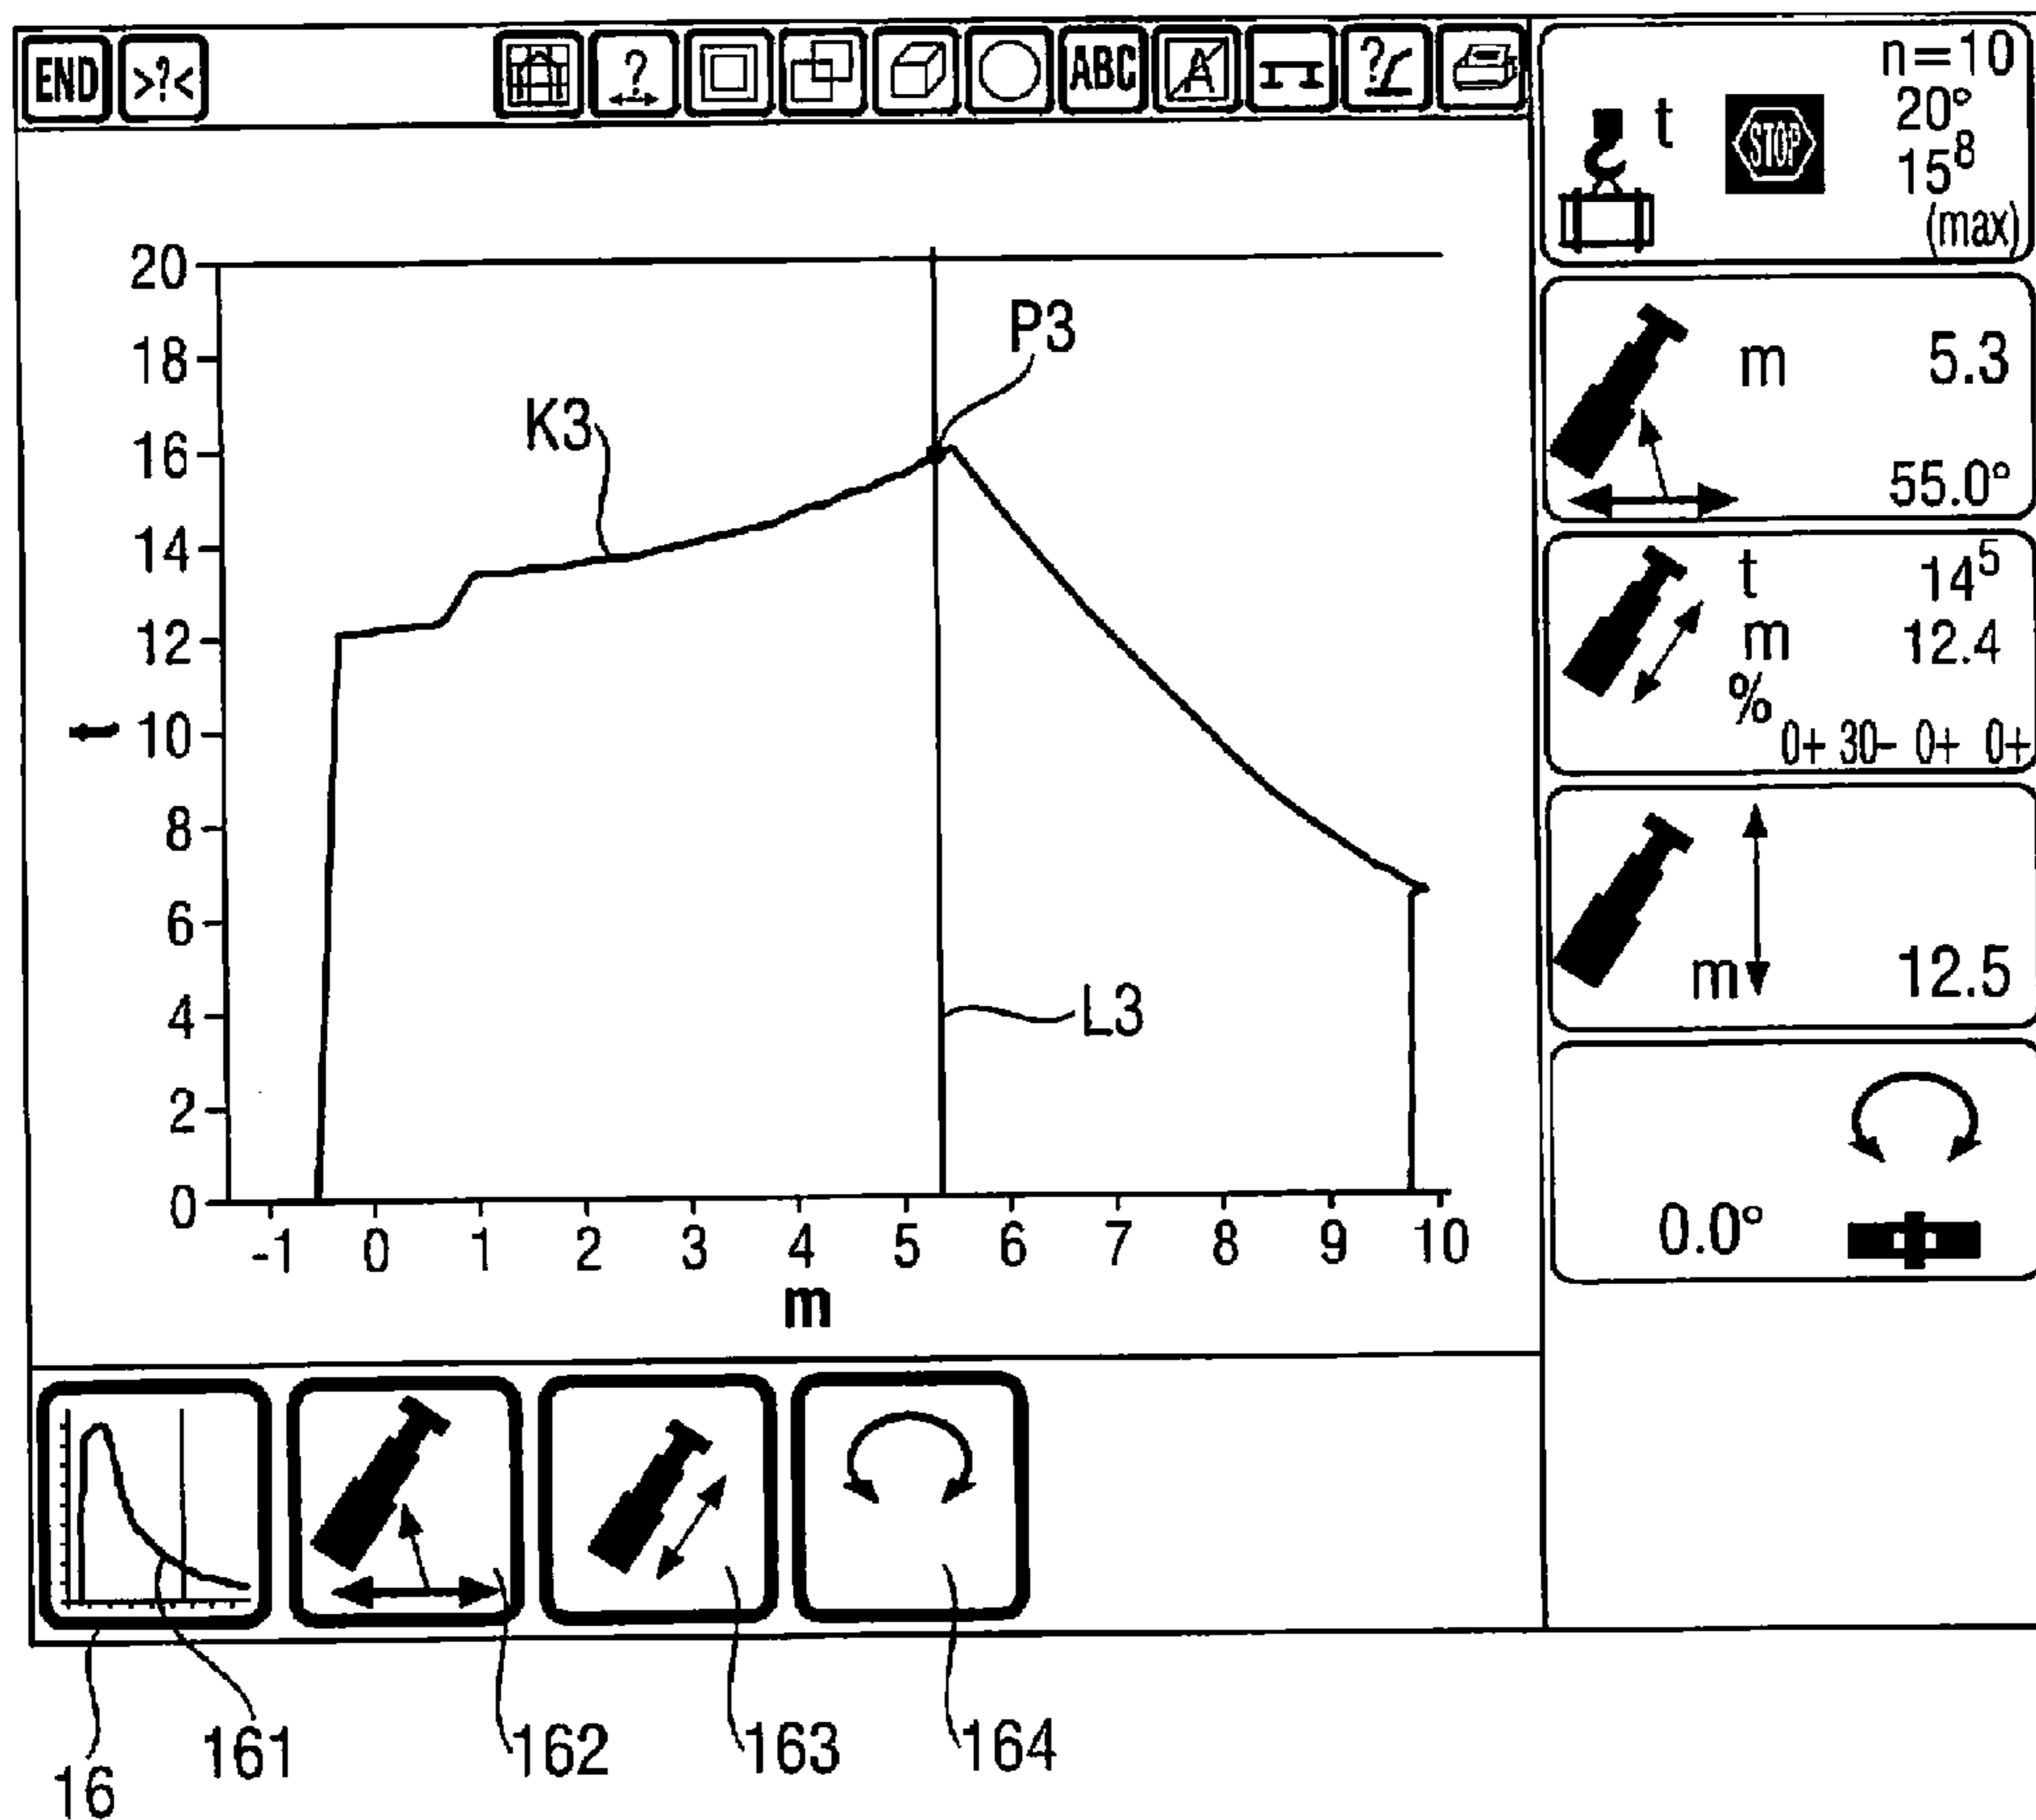 END >?< ? ABC A ?
n=10
20°
t STOP 15⁸
(max)
m 5.3
55.0°
t 14⁵
m 12.4
%
0+ 30- 0+ 0+
m 12.5
0.0°
20
18
16
14
12
10
8
6
4
2
0
t
P3
K3
L3
-1 0 1 2 3 4 5 6 7 8 9 10
m
16 161 162 163 164